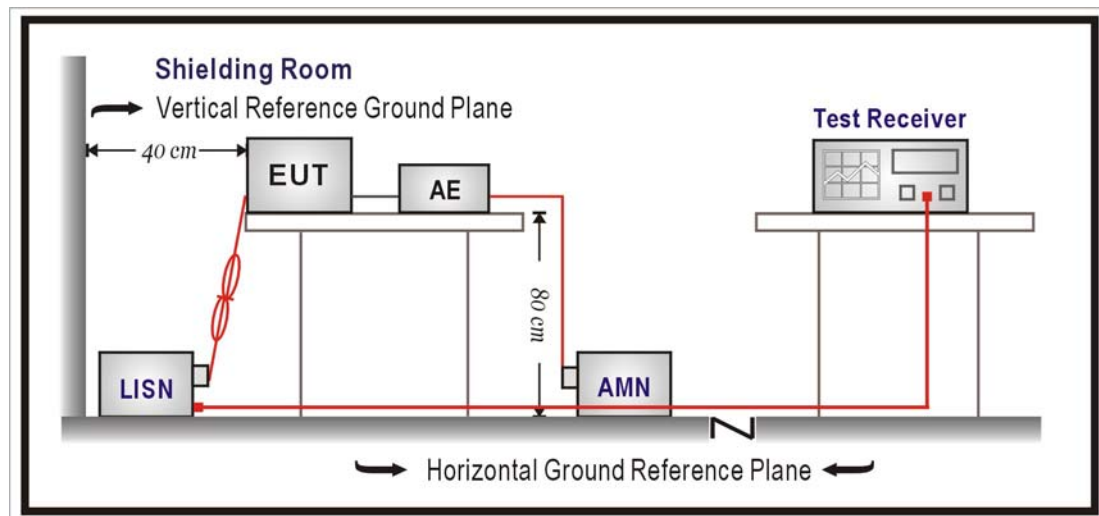 Shielding Room
Vertical Reference Ground Plane
40 cm
EUT
AE
Test Receiver
80 cm
LISN
AMN
Horizontal Ground Reference Plane